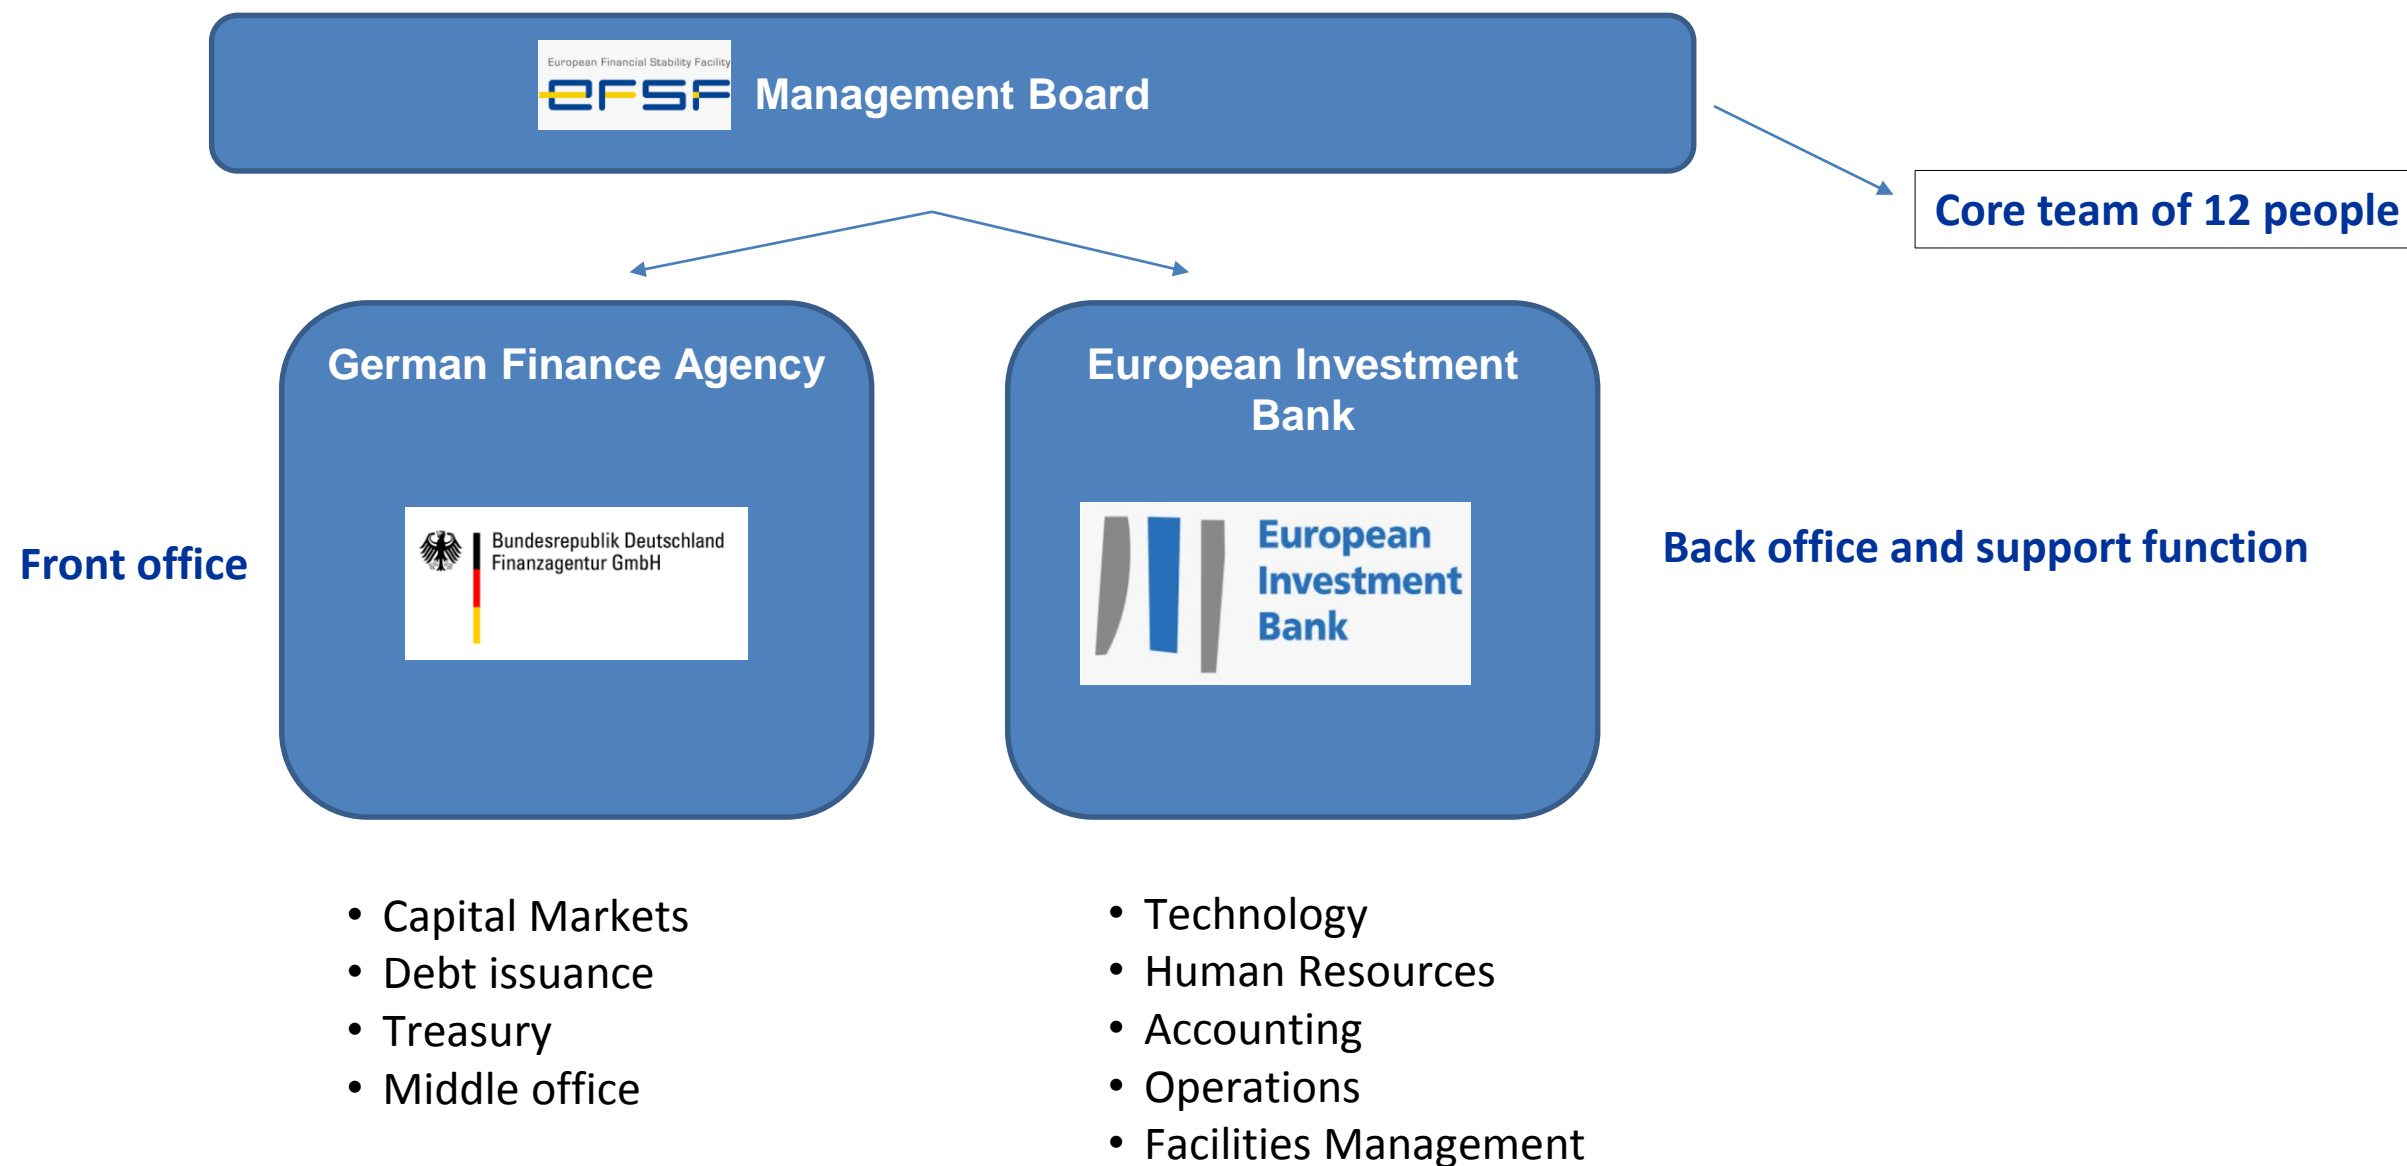 European Financial Stability Facility
EFSF
Management Board
Core team of 12 people
German Finance Agency
European Investment
Bank
Front office
Bundesrepublik Deutschland
Finanzagentur GmbH
European
Investment
Bank
Back office and support function
• Capital Markets
• Debt issuance
• Treasury
• Middle office
• Technology
• Human Resources
• Accounting
• Operations
• Facilities Management